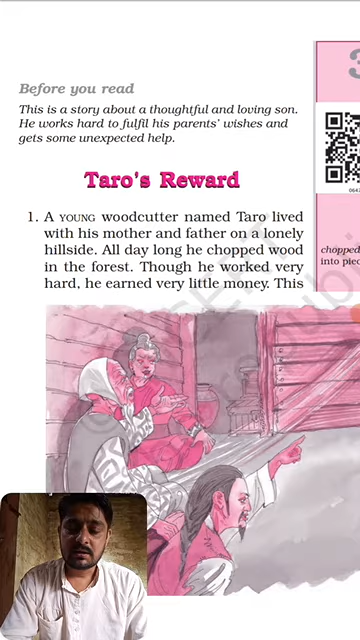 Before you read
This is a story about a thoughtful and loving son.
He works hard to fulfil his parents' wishes and
gets some unexpected help.
Taro's Reward
1. A YOUNG woodcutter named Taro lived
with his mother and father on a lonely
hillside. All day long he chopped wood
in the forest. Though he worked very
hard, he earned very little money. This
3
chopped